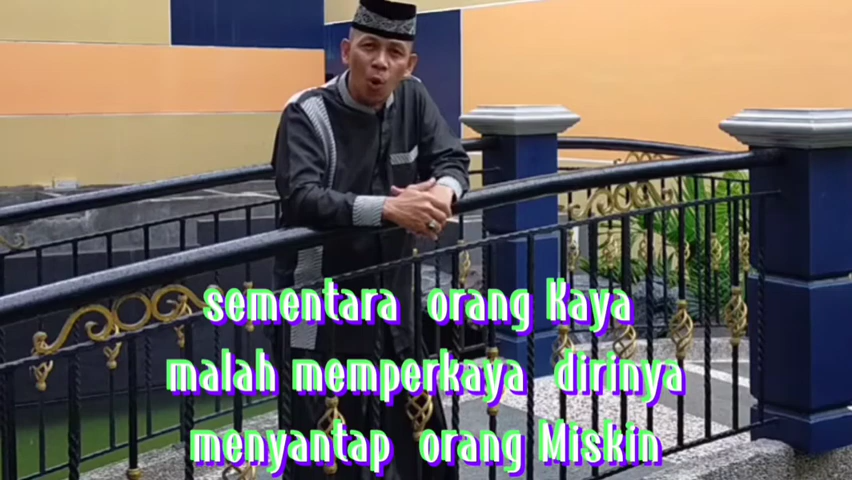 sementara orang Kaya
malah memperkaya dirinya
menyantap orang Miskin